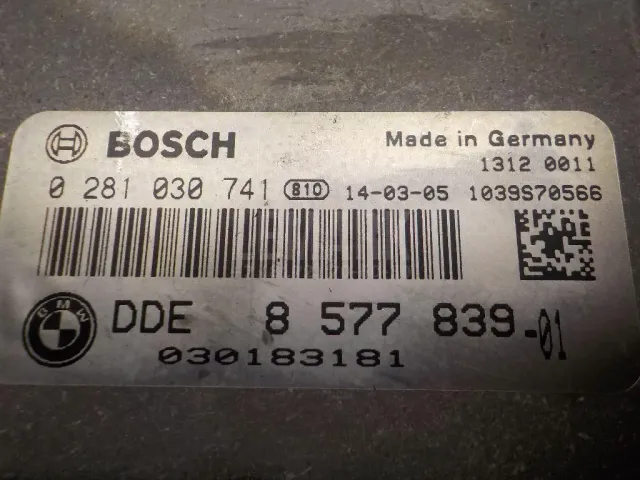 BOSCH
Made in Germany
1312 0011
0 281 030 741 810 14-03-05 1039S70566
BMW
DDE 8 577 839-01
030183181